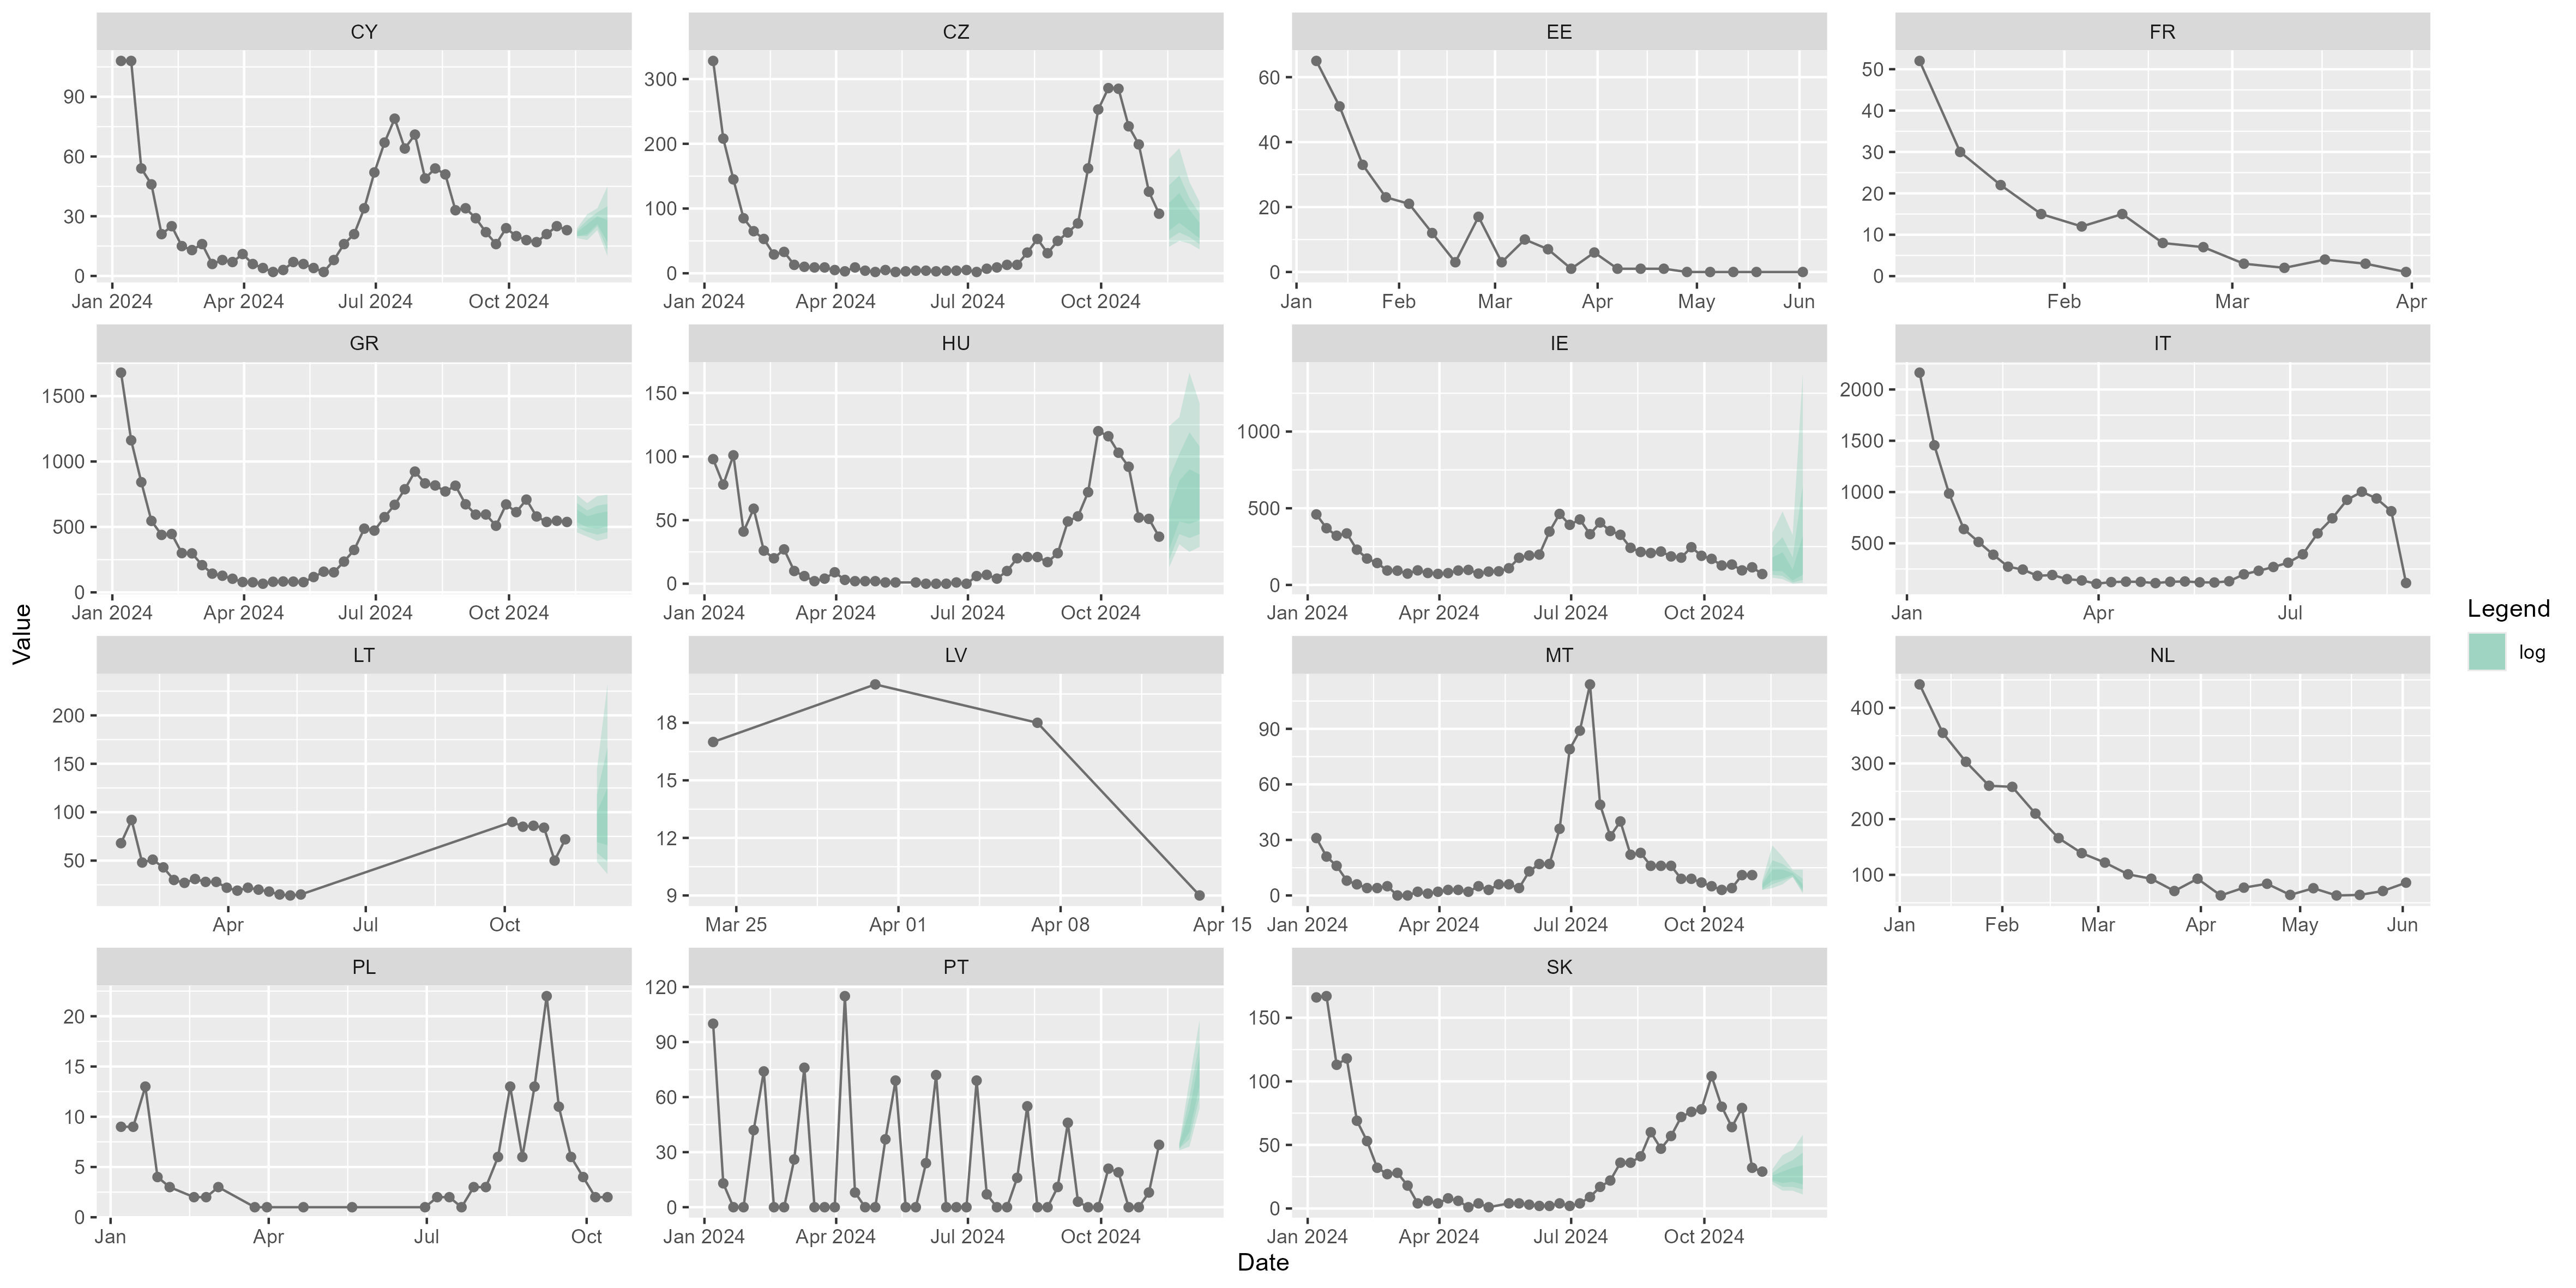 CY CZ EE FR
90 60 30 0
300 200 100 0
60 40 20 0
50 40 30 20 10 0
Jan 2024 Apr 2024 Jul 2024 Oct 2024
Jan 2024 Apr 2024 Jul 2024 Oct 2024
Jan Feb Mar Apr May Jun
Feb Mar Apr
GR HU IE IT
1500 1000 500 0
150 100 50 0
1000 500 0
2000 1500 1000 500
Jan 2024 Apr 2024 Jul 2024 Oct 2024
Jan 2024 Apr 2024 Jul 2024 Oct 2024
Jan 2024 Apr 2024 Jul 2024 Oct 2024
Jan Apr Jul
Value
Legend
log
LT LV MT NL
200 150 100 50
18 15 12 9
90 60 30 0
400 300 200 100
Apr Jul Oct
Mar 25 Apr 01 Apr 08 Apr 15
Jan 2024 Apr 2024 Jul 2024 Oct 2024
Jan Feb Mar Apr May Jun
PL PT SK
20 15 10 5 0
120 90 60 30 0
150 100 50 0
Jan Apr Jul Oct
Jan 2024 Apr 2024 Jul 2024 Oct 2024
Jan 2024 Apr 2024 Jul 2024 Oct 2024
Date